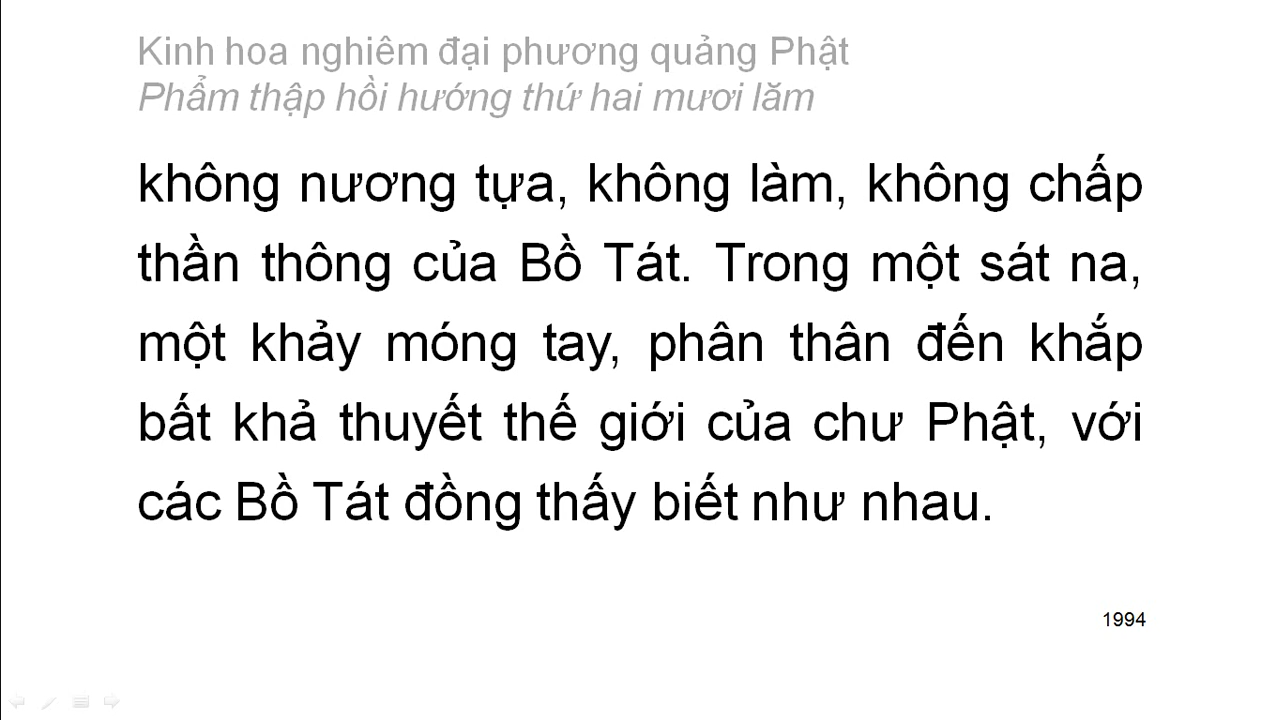 Kinh hoa nghiêm đại phương quảng Phật
Phẩm thập hồi hướng thứ hai mươi lăm
không nương tựa, không làm, không chấp
thần thông của Bồ Tát. Trong một sát na,
một khảy móng tay, phân thân đến khắp
bất khả thuyết thế giới của chư Phật, với
các Bồ Tát đồng thấy biết như nhau.
1994